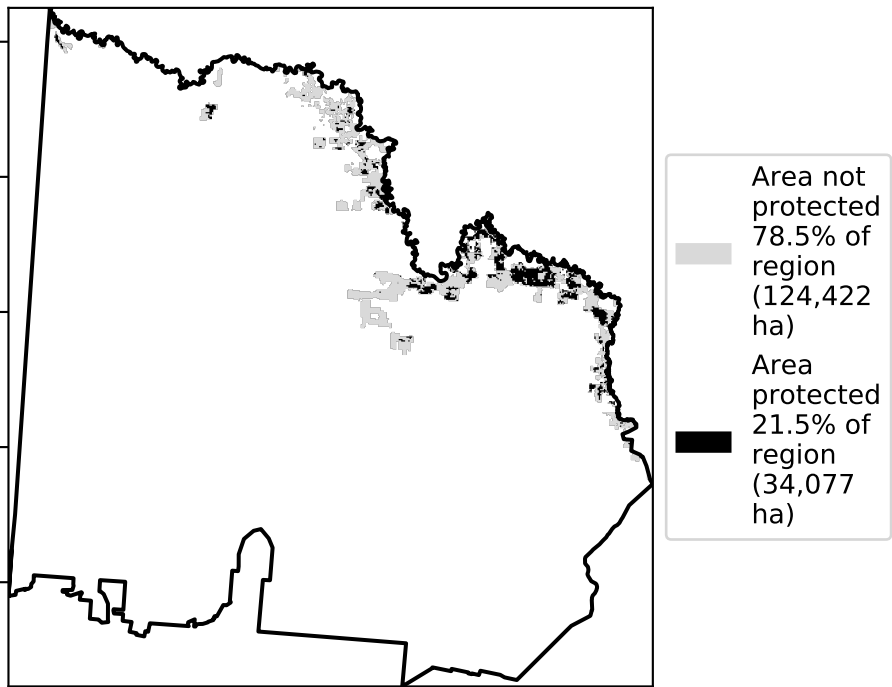 Area not
protected
78.5% of
region
(124,422
ha)
Area
protected
21.5% of
region
(34,077
ha)